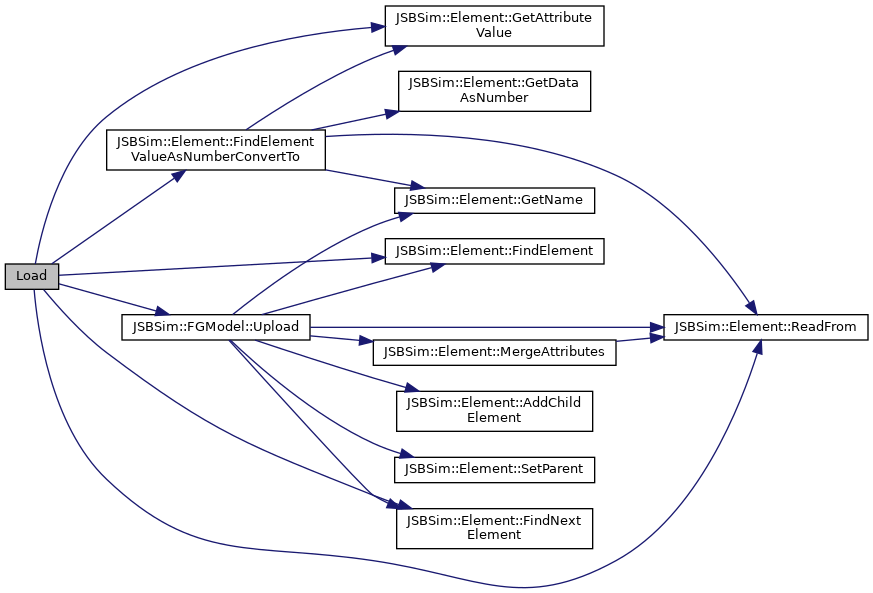 JSBSim::Element::GetAttribute
Value
JSBSim::Element::GetData
AsNumber
JSBSim::Element::FindElement
ValueAsNumberConvertTo
JSBSim::Element::GetName
JSBSim::Element::FindElement
Load
JSBSim::FGModel::Upload
JSBSim::Element::ReadFrom
JSBSim::Element::MergeAttributes
JSBSim::Element::AddChild
Element
JSBSim::Element::SetParent
JSBSim::Element::FindNext
Element